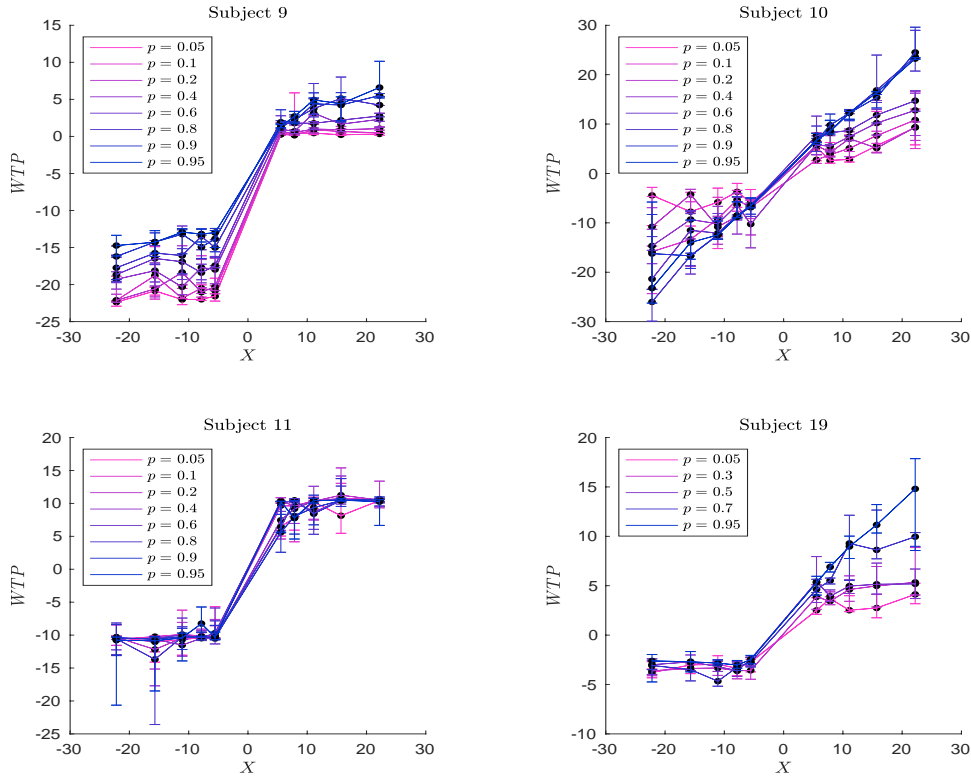 Subject 9
15
10
5
0
-5
-10
-15
-20
-25
WTP
-30
-20
-10
0
10
20
30
X
p = 0.05
p = 0.1
p = 0.2
p = 0.4
p = 0.6
p = 0.8
p = 0.9
p = 0.95
Subject 10
30
20
10
0
-10
-20
-30
WTP
-30
-20
-10
0
10
20
30
X
p = 0.05
p = 0.1
p = 0.2
p = 0.4
p = 0.6
p = 0.8
p = 0.9
p = 0.95
Subject 11
20
15
10
5
0
-5
-10
-15
-20
-25
WTP
-30
-20
-10
0
10
20
30
X
p = 0.05
p = 0.1
p = 0.2
p = 0.4
p = 0.6
p = 0.8
p = 0.9
p = 0.95
Subject 19
20
15
10
5
0
-5
-10
WTP
-30
-20
-10
0
10
20
30
X
p = 0.05
p = 0.3
p = 0.5
p = 0.7
p = 0.95